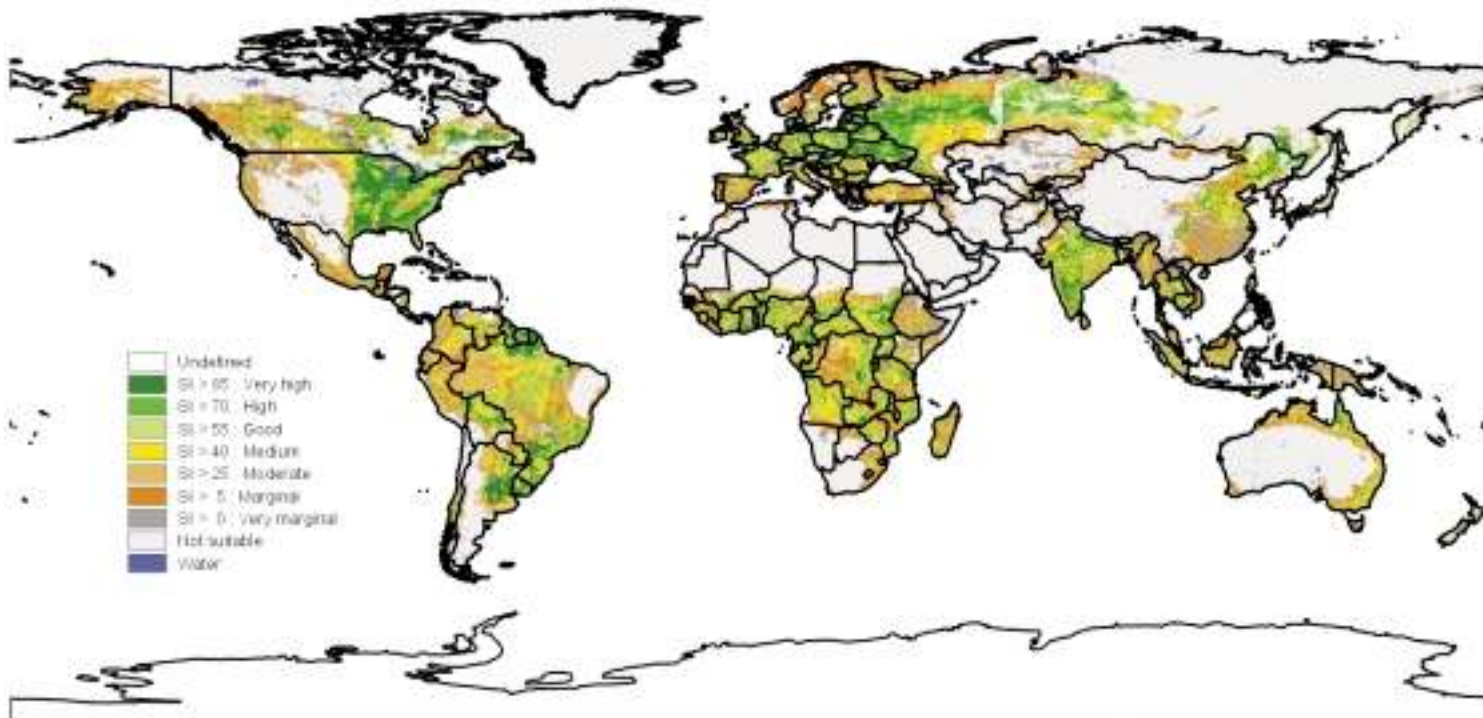 Undefined
SI > 85 : Very high
SI > 70 : High
SI > 55 : Good
SI > 40 : Medium
SI > 25 : Moderate
SI > 5 : Marginal
SI > 0 : Very marginal
Not suitable
Water